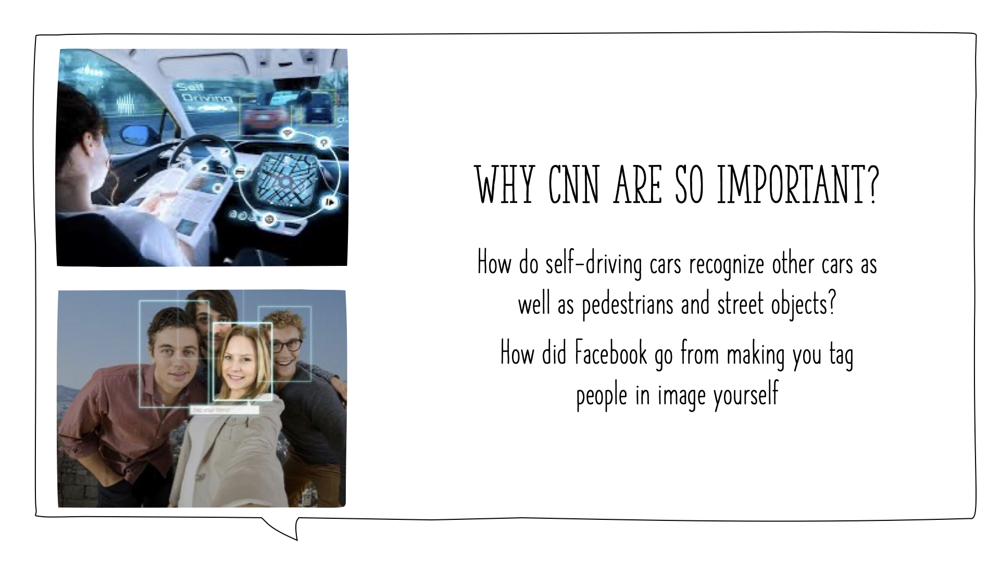 Self
Driving
Tag your friend
WHY CNN ARE SO IMPORTANT?
How do self-driving cars recognize other cars as
well as pedestrians and street objects?
How did Facebook go from making you tag
people in image yourself